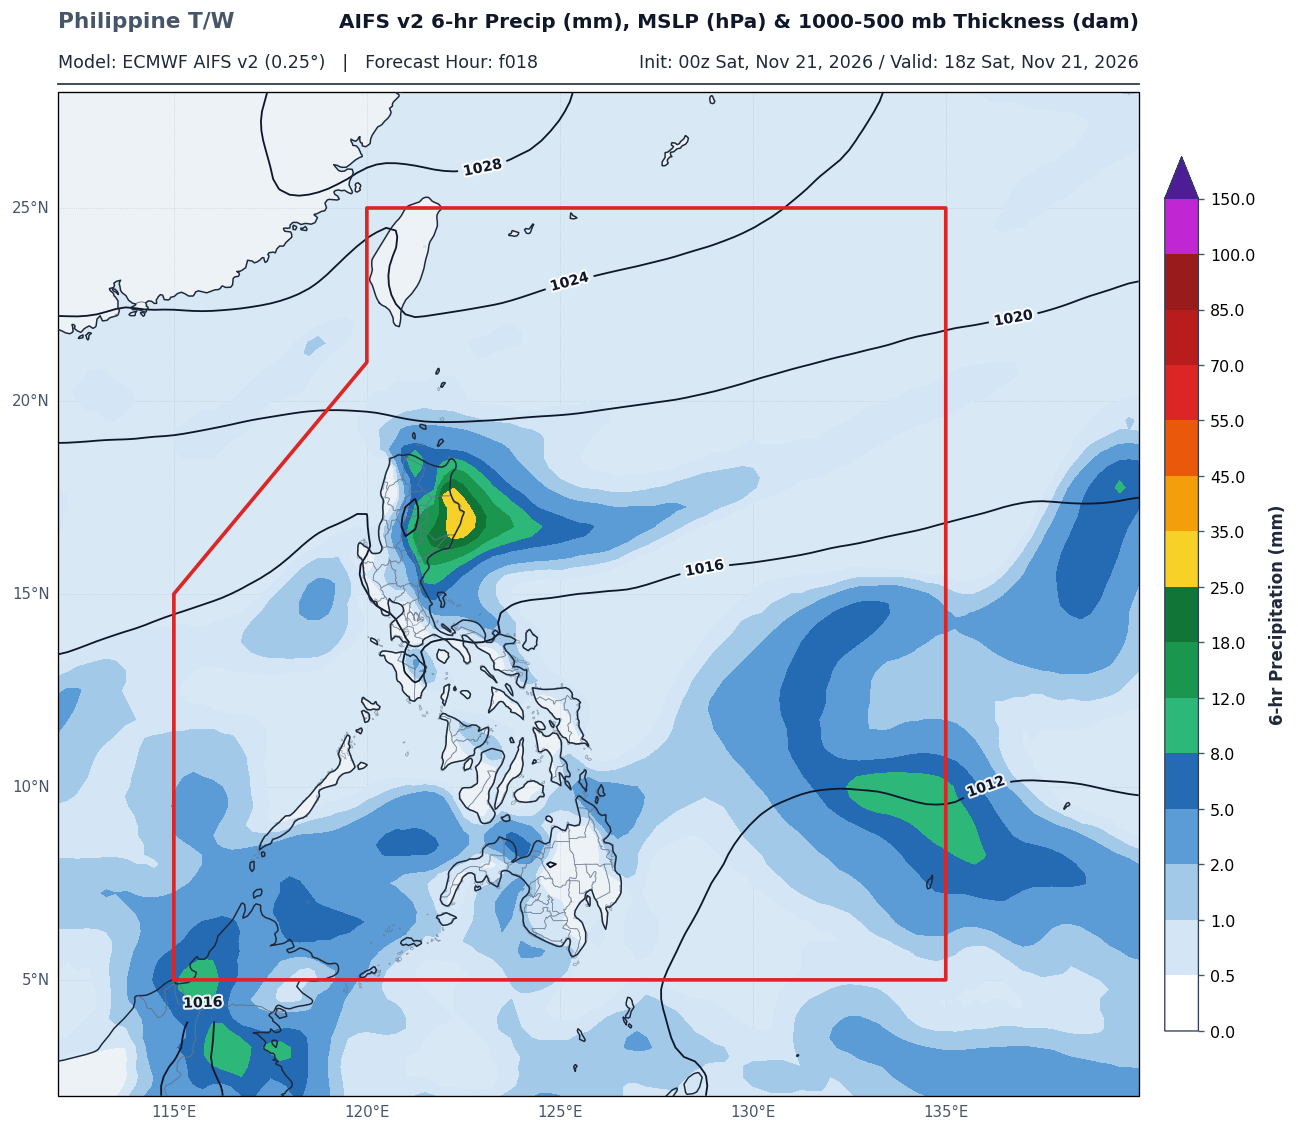 Philippine T/W
AIFS v2 6-hr Precip (mm), MSLP (hPa) & 1000-500 mb Thickness (dam)
Model: ECMWF AIFS v2 (0.25°) | Forecast Hour: f018
Init: 00z Sat, Nov 21, 2026 / Valid: 18z Sat, Nov 21, 2026
1028
1024
1020
1016
1012
1016
25°N
20°N
15°N
10°N
5°N
115°E
120°E
125°E
130°E
135°E
150.0
100.0
85.0
70.0
55.0
45.0
35.0
25.0
18.0
12.0
8.0
5.0
2.0
1.0
0.5
0.0
6-hr Precipitation (mm)